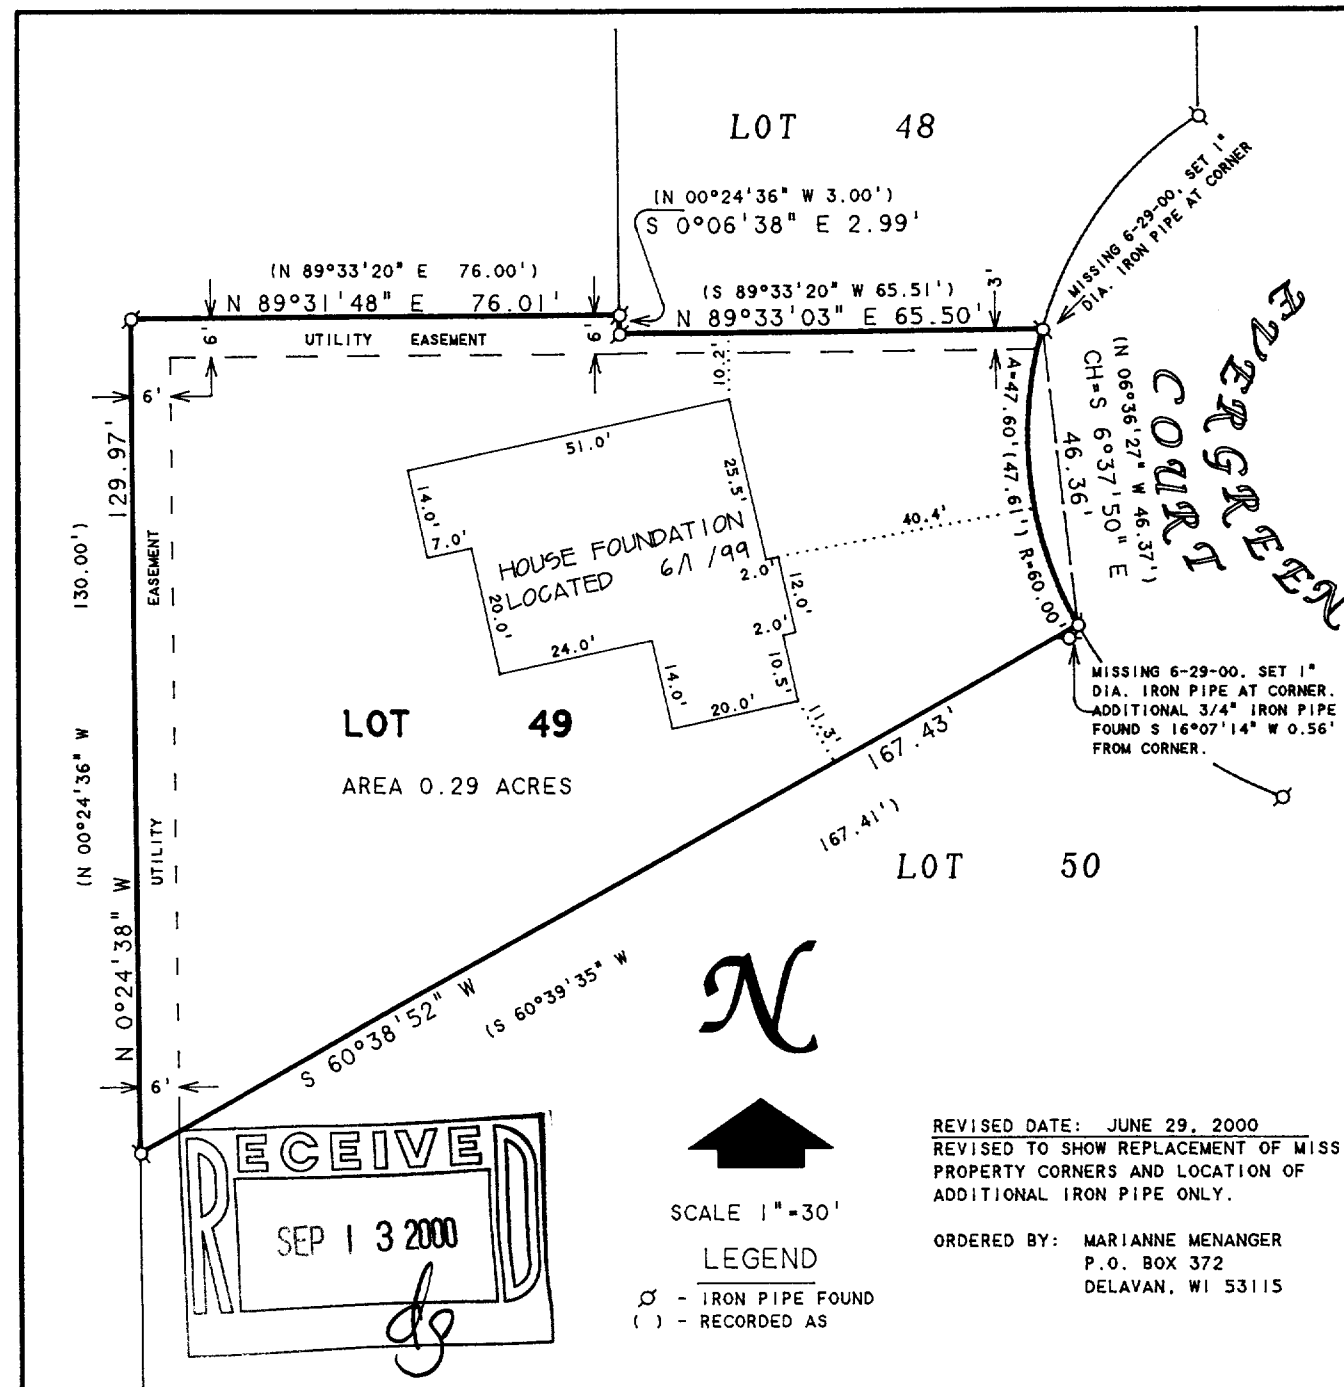 LOT 48
(N 00°24'36" W 3.00')
S 0°06'38" E 2.99'
MISSING 6-29-00, SET 1"
DIA. IRON PIPE AT CORNER
(N 89°33'20" E 76.00')
N 89°31'48" E 76.01'
(S 89°33'20" W 65.51')
N 89°33'03" E 65.50'
3'
6'
UTILITY EASEMENT
6'
6'
10.2'
EVERGREEN
COURT
(N 06°36'27" W 46.37')
CH=S 6°37'50" E
46.36'
A=47.60'(47.61') R=60.00'
129.97'
(N 00°24'36" W 130.00')
N 0°24'38" W
UTILITY EASEMENT
51.0'
14.0'
7.0'
25.5'
40.4'
HOUSE FOUNDATION
LOCATED 6/1/99
2.0'
12.0'
20.0'
2.0'
24.0'
10.5'
14.0'
20.0'
11.3'
MISSING 6-29-00, SET 1"
DIA. IRON PIPE AT CORNER.
ADDITIONAL 3/4" IRON PIPE
FOUND S 16°07'14" W 0.56'
FROM CORNER.
LOT 49
AREA 0.29 ACRES
S 60°38'52" W 167.43'
(S 60°39'35" W 167.41')
LOT 50
6'
N
RECEIVED
SEP 13 2000
SCALE 1"=30'
LEGEND
- IRON PIPE FOUND
( ) - RECORDED AS
REVISED DATE: JUNE 29, 2000
REVISED TO SHOW REPLACEMENT OF MISS
PROPERTY CORNERS AND LOCATION OF
ADDITIONAL IRON PIPE ONLY.
ORDERED BY: MARIANNE MENANGER
P.O. BOX 372
DELAVAN, WI 53115